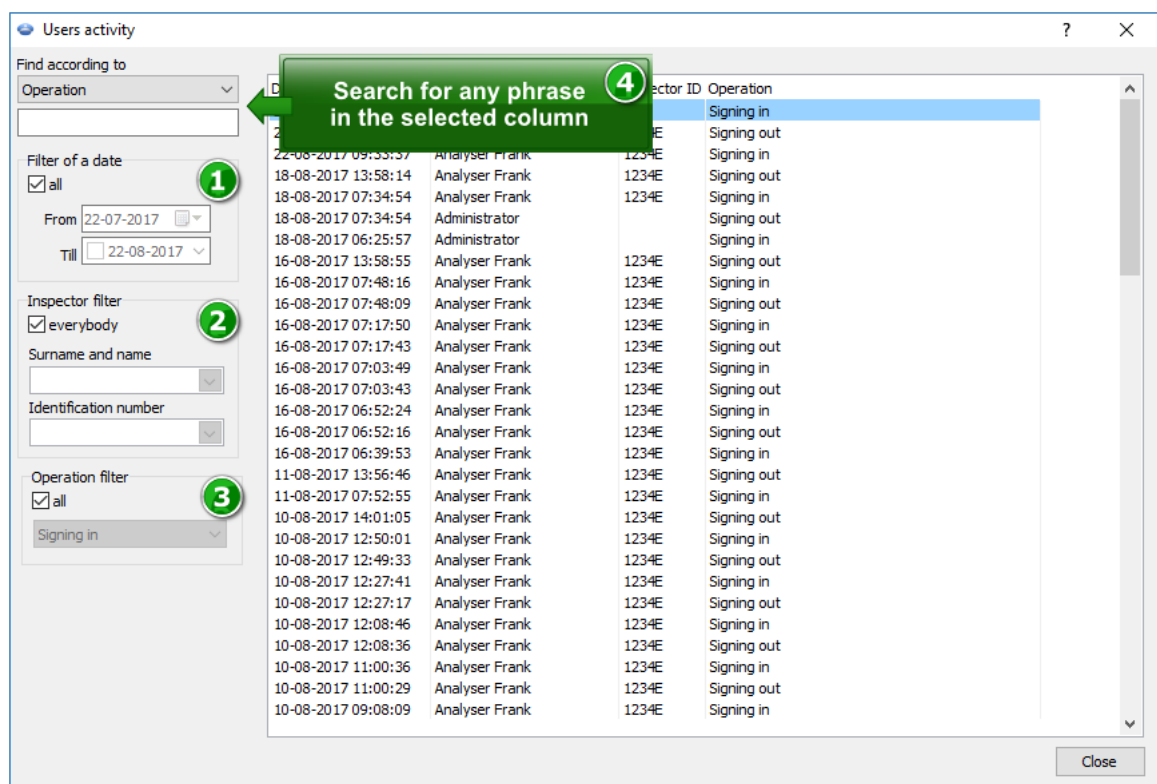 Users activity
?
Find according to
Operation
Search for any phrase
in the selected column
4
Filter of a date
all
1
From 22-07-2017
Till 22-08-2017
Inspector filter
everybody
2
Surname and name
Identification number
Operation filter
all
3
Signing in
ector ID Operation
Signing in
Signing out
22-08-2017 09:33:37 Analyser Frank 1234E Signing in
18-08-2017 13:58:14 Analyser Frank 1234E Signing out
18-08-2017 07:34:54 Analyser Frank 1234E Signing in
18-08-2017 07:34:54 Administrator Signing out
18-08-2017 06:25:57 Administrator Signing in
16-08-2017 13:58:55 Analyser Frank 1234E Signing out
16-08-2017 07:48:16 Analyser Frank 1234E Signing in
16-08-2017 07:48:09 Analyser Frank 1234E Signing out
16-08-2017 07:17:50 Analyser Frank 1234E Signing in
16-08-2017 07:17:43 Analyser Frank 1234E Signing out
16-08-2017 07:03:49 Analyser Frank 1234E Signing in
16-08-2017 07:03:43 Analyser Frank 1234E Signing out
16-08-2017 06:52:24 Analyser Frank 1234E Signing in
16-08-2017 06:52:16 Analyser Frank 1234E Signing out
16-08-2017 06:39:53 Analyser Frank 1234E Signing in
11-08-2017 13:56:46 Analyser Frank 1234E Signing out
11-08-2017 07:52:55 Analyser Frank 1234E Signing in
10-08-2017 14:01:05 Analyser Frank 1234E Signing out
10-08-2017 12:50:01 Analyser Frank 1234E Signing in
10-08-2017 12:49:33 Analyser Frank 1234E Signing out
10-08-2017 12:27:41 Analyser Frank 1234E Signing in
10-08-2017 12:27:17 Analyser Frank 1234E Signing out
10-08-2017 12:08:46 Analyser Frank 1234E Signing in
10-08-2017 12:08:36 Analyser Frank 1234E Signing out
10-08-2017 11:00:36 Analyser Frank 1234E Signing in
10-08-2017 11:00:29 Analyser Frank 1234E Signing out
10-08-2017 09:08:09 Analyser Frank 1234E Signing in
Close